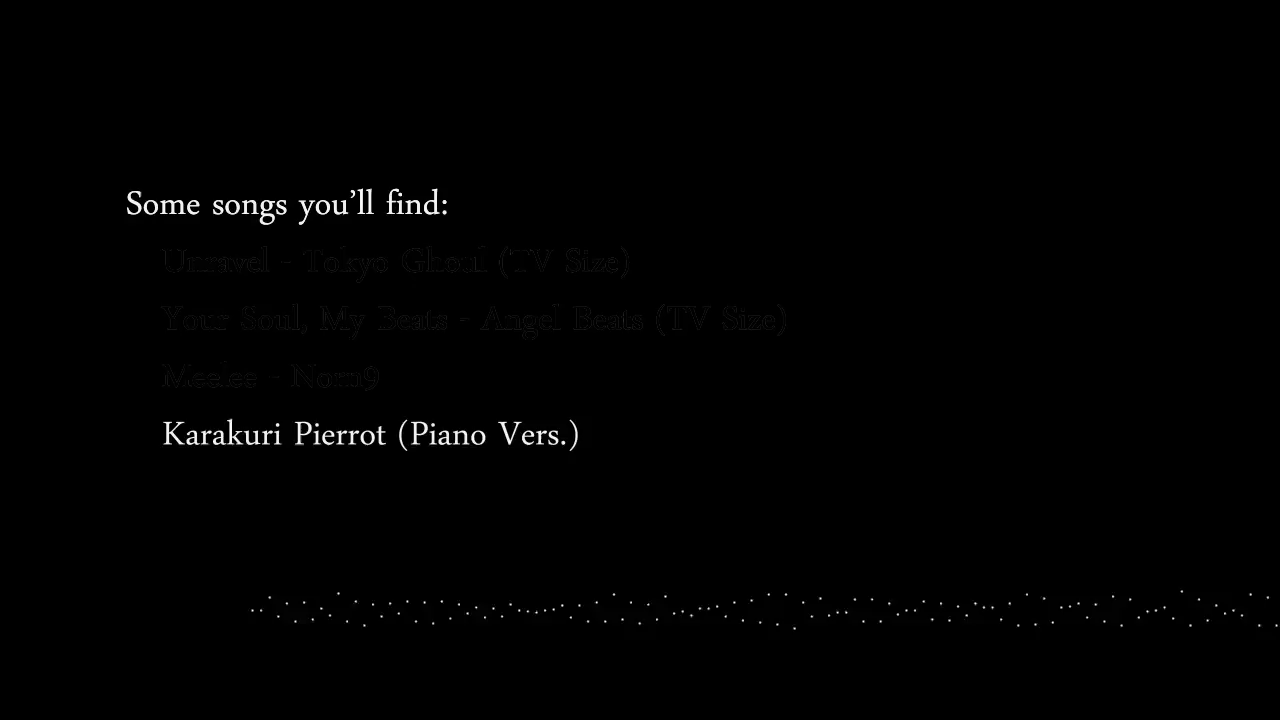 Some songs you’ll find:
Unravel - Tokyo Ghoul (TV Size)
Your Soul, My Beats - Angel Beats (TV Size)
Meelee - Norn9
Karakuri Pierrot (Piano Vers.)